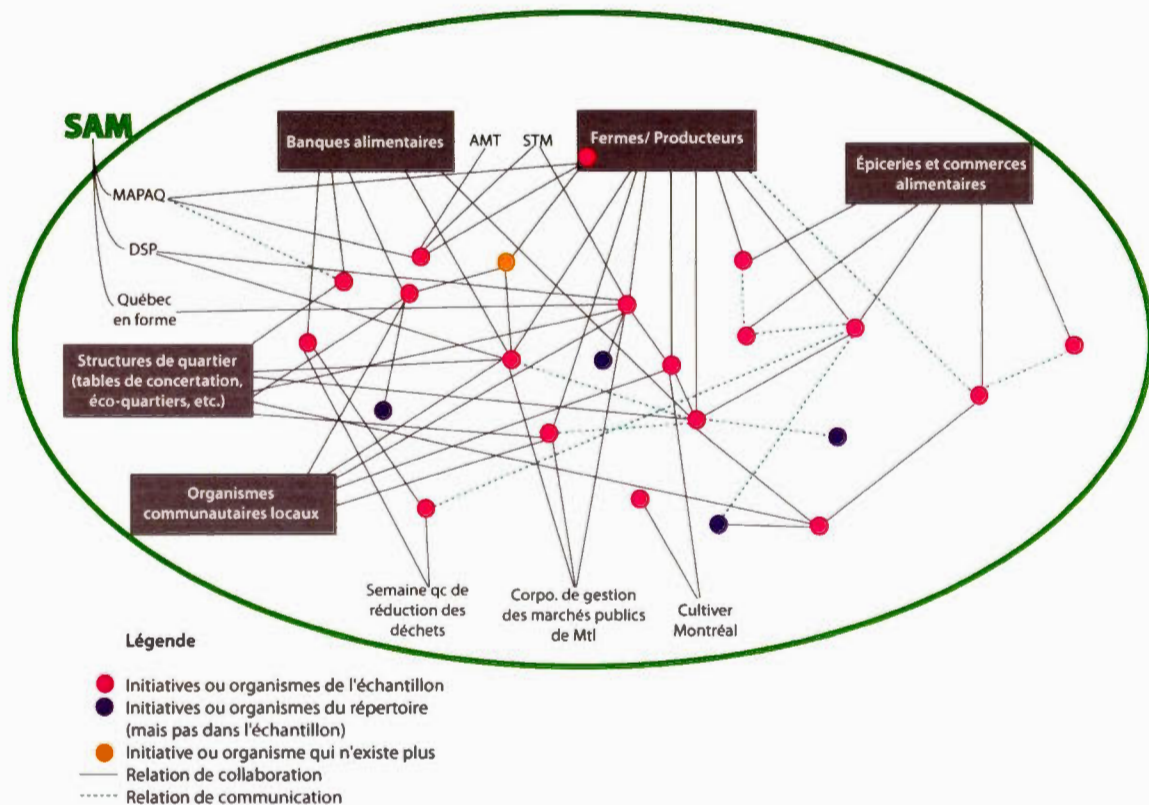 SAM
Banques alimentaires
AMT
STM
Fermes/ Producteurs
Épiceries et commerces
alimentaires
MAPAQ
DSP
Québec
en forme
Structures de quartier
(tables de concertation,
éco-quartiers, etc.)
Organismes
communautaires locaux
Semaine qc de
réduction des
déchets
Corpo. de gestion
des marchés publics
de Mtl
Cultiver
Montréal
Légende
Initiatives ou organismes de l'échantillon
Initiatives ou organismes du répertoire
(mais pas dans l'échantillon)
Initiative ou organisme qui n'existe plus
Relation de collaboration
Relation de communication